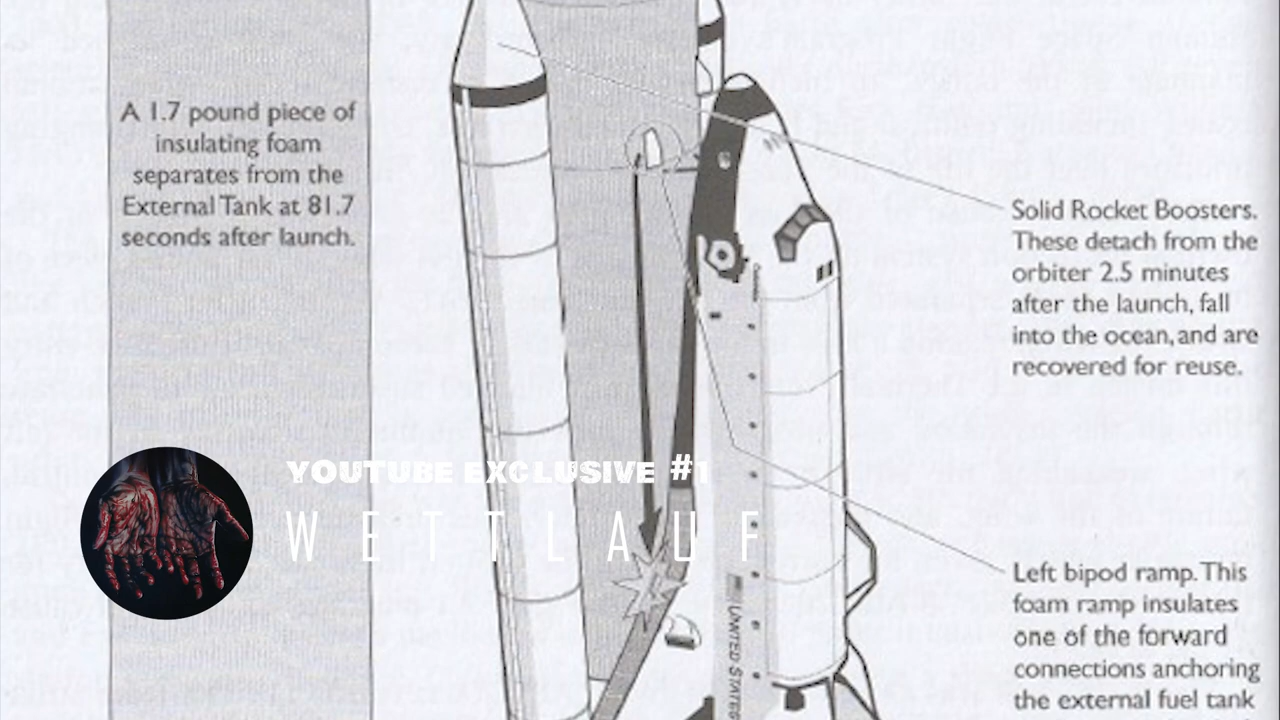 A 1.7 pound piece of
insulating foam
separates from the
External Tank at 81.7
seconds after launch.
Solid Rocket Boosters.
These detach from the
orbiter 2.5 minutes
after the launch, fall
into the ocean, and are
recovered for reuse.
YOUTUBE EXCLUSIVE #1
WETTLAUF
Left bipod ramp. This
foam ramp insulates
one of the forward
connections anchoring
the external fuel tank
UNITED STATES